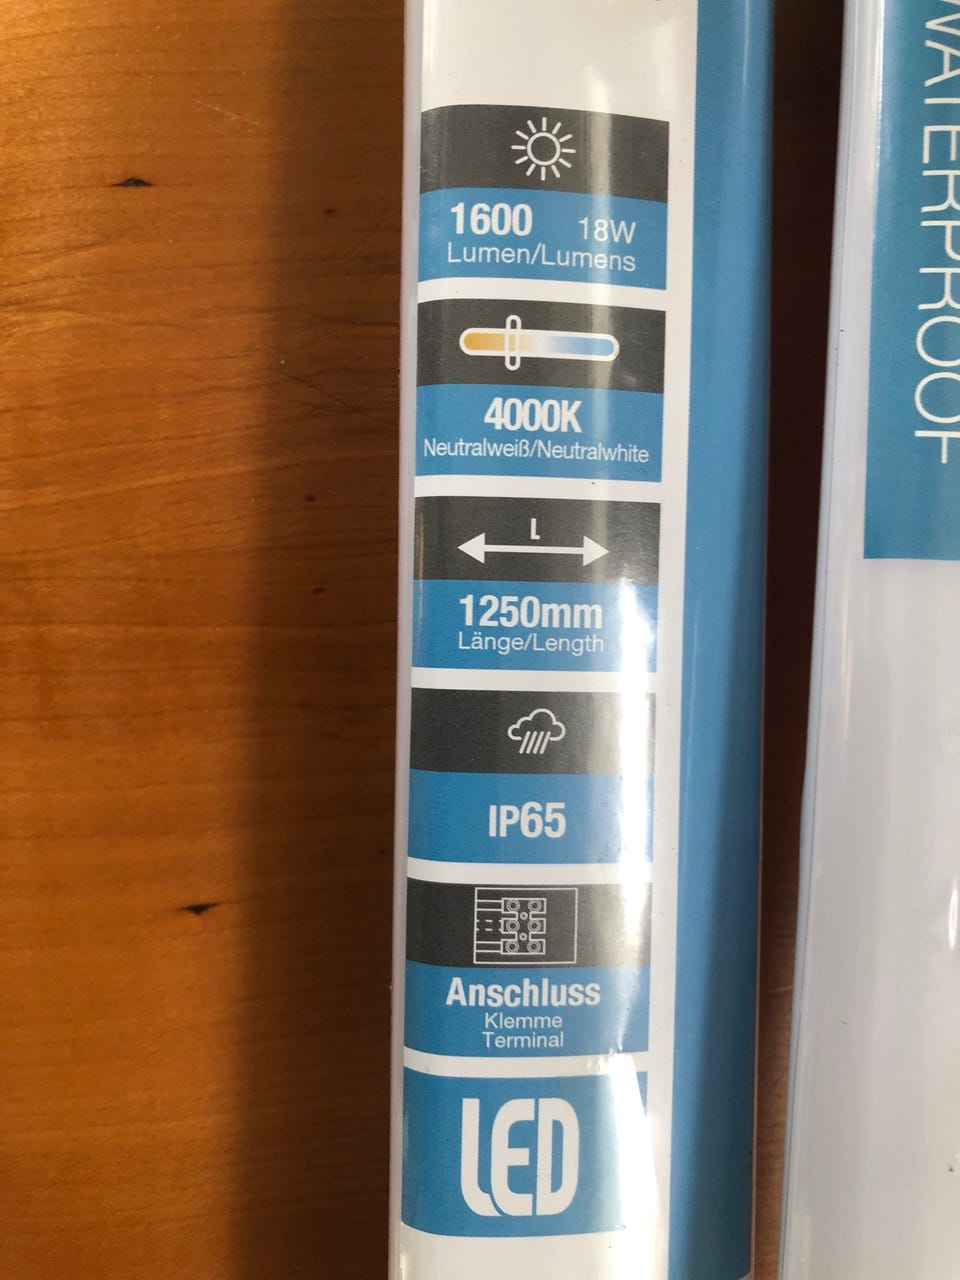 1600 18W
Lumen/Lumens
4000K
Neutralweiß/Neutralwhite
L
1250mm
Länge/Length
IP65
Anschluss
Klemme
Terminal
LED
WATERPROOF